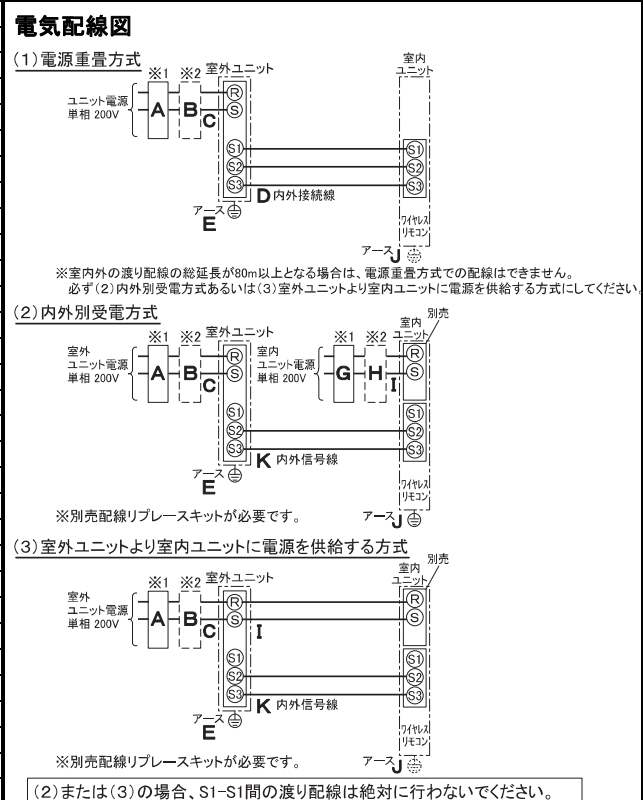 電気配線図
(1)電源重畳方式
※1 ※2 室外ユニット
室内
ユニット
ユニット電源
単相 200V
A B C
R
S
S1 S1
S2 S2
S3 S3
D 内外接続線
アース
E
ワイヤレス
リモコン
アース J
※室内外の渡り配線の総延長が80m以上となる場合は、電源重畳方式での配線はできません。
必ず(2)内外別受電方式あるいは(3)室外ユニットより室内ユニットに電源を供給する方式にしてください。
(2)内外別受電方式
別売
※1 ※2 室外ユニット ※1 ※2 室内
ユニット
室外
ユニット電源
単相 200V
A B C
R
S
室内
ユニット電源
単相 200V
G H I
R
S
S1 S1
S2 S2
S3 S3
K 内外信号線
アース
E
ワイヤレス
リモコン
※別売配線リプレースキットが必要です。
アース J
(3)室外ユニットより室内ユニットに電源を供給する方式
別売
※1 ※2 室外ユニット 室内
ユニット
室外
ユニット電源
単相 200V
A B C
R R
S S
I
S1 S1
S2 S2
S3 S3
K 内外信号線
アース
E
ワイヤレス
リモコン
※別売配線リプレースキットが必要です。
アース J
(2)または(3)の場合、S1-S1間の渡り配線は絶対に行わないでください。